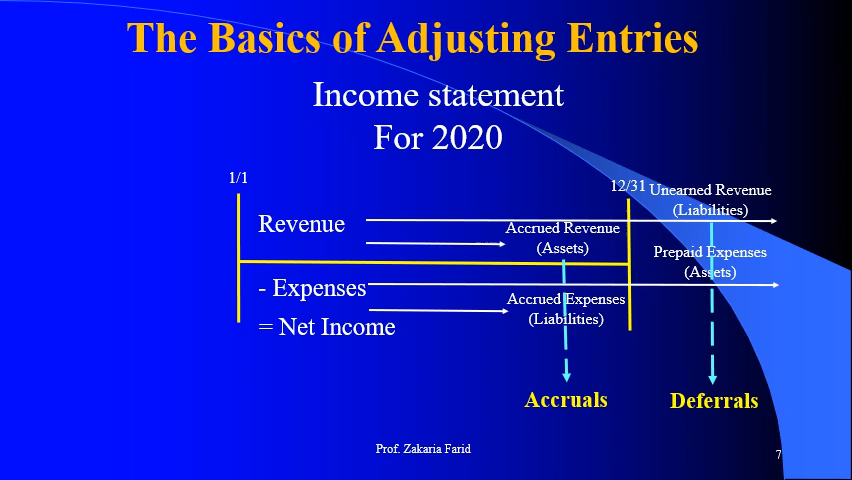 The Basics of Adjusting Entries
Income statement
For 2020
1/1
12/31
Unearned Revenue
(Liabilities)
Revenue
Accrued Revenue
(Assets)
Prepaid Expenses
(Assets)
- Expenses
Accrued Expenses
(Liabilities)
= Net Income
Accruals
Deferrals
Prof. Zakaria Farid
7